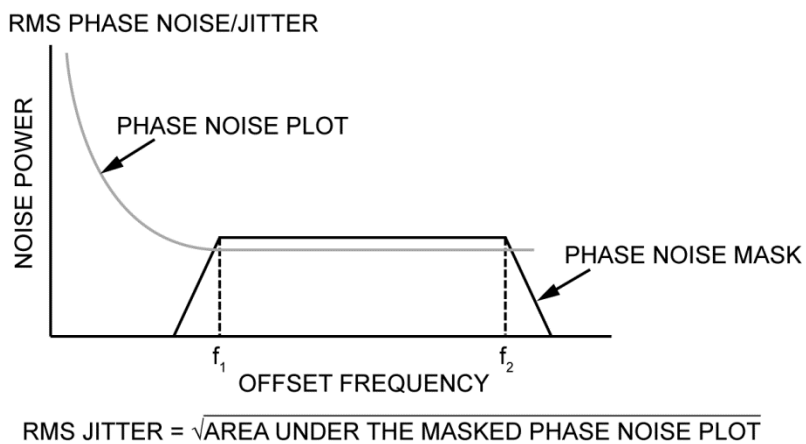 RMS PHASE NOISE/JITTER
PHASE NOISE PLOT
NOISE POWER
PHASE NOISE MASK
f₁
f₂
OFFSET FREQUENCY
RMS JITTER = √AREA UNDER THE MASKED PHASE NOISE PLOT